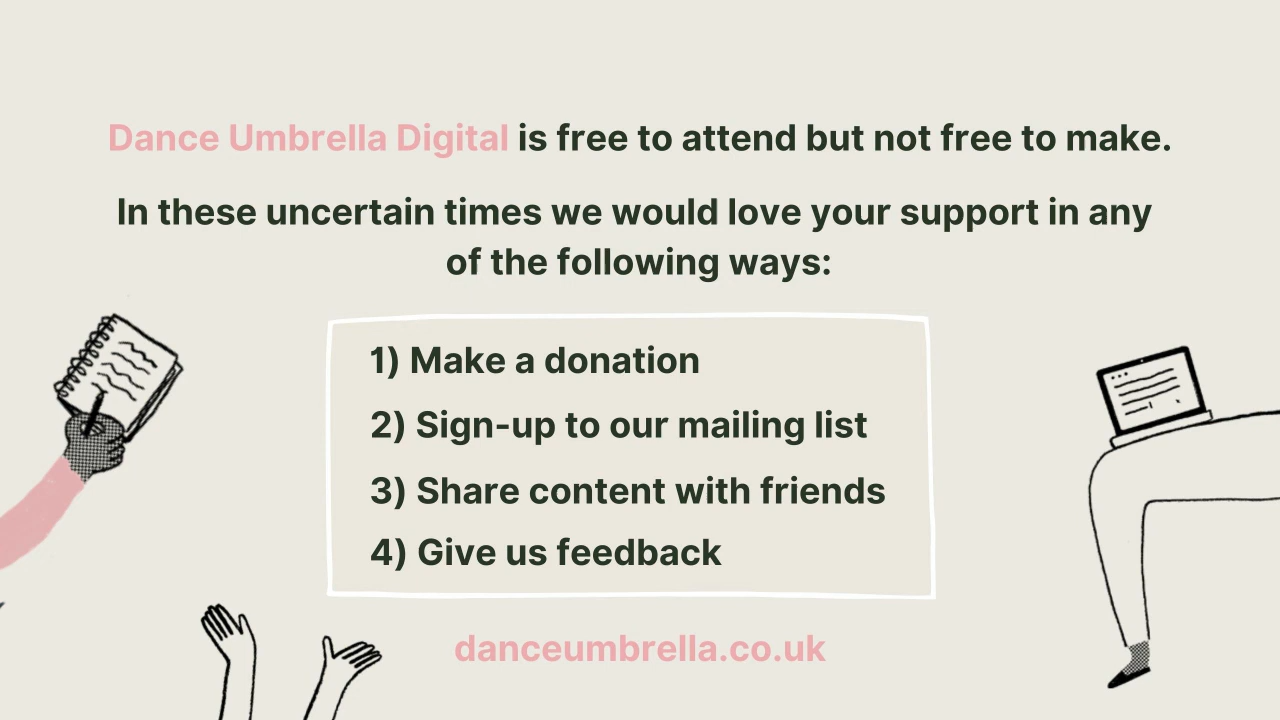 Dance Umbrella Digital is free to attend but not free to make.
In these uncertain times we would love your support in any
of the following ways:
1) Make a donation
2) Sign-up to our mailing list
3) Share content with friends
4) Give us feedback
danceumbrella.co.uk